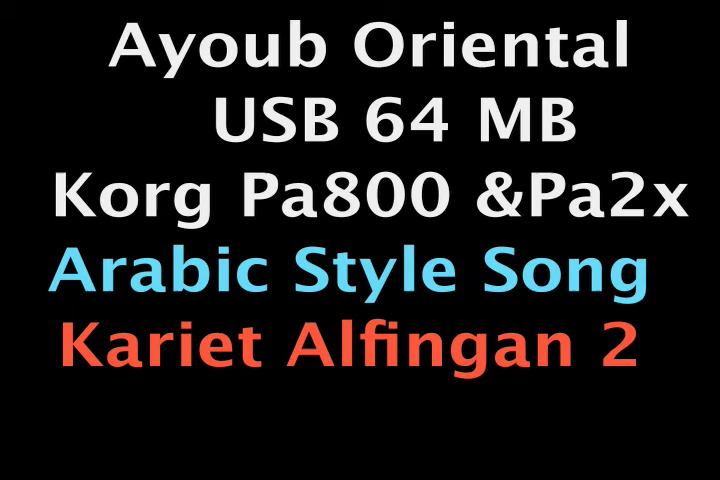 Ayoub Oriental
USB 64 MB
Korg Pa800 &Pa2x
Arabic Style Song
Kariet Alfingan 2